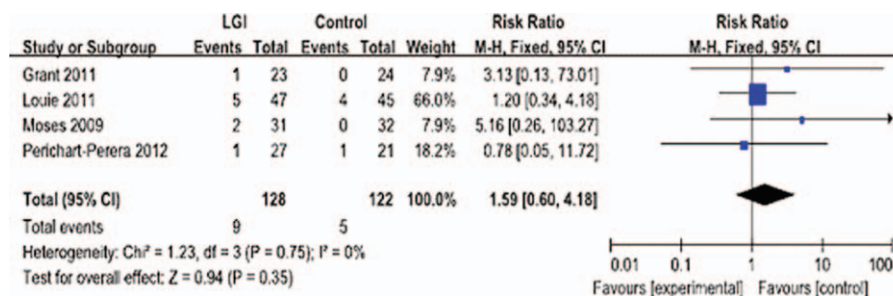 LGI Control Risk Ratio Risk Ratio
Study or Subgroup Events Total Events Total Weight M-H, Fixed, 95% CI M-H, Fixed, 95% CI
Grant 2011 1 23 0 24 7.9% 3.13 [0.13, 73.01]
Louie 2011 5 47 4 45 66.0% 1.20 [0.34, 4.18]
Moses 2009 2 31 0 32 7.9% 5.16 [0.26, 103.27]
Perichart-Perera 2012 1 27 1 21 18.2% 0.78 [0.05, 11.72]
Total (95% CI) 128 122 100.0% 1.59 [0.60, 4.18]
Total events 9 5
Heterogeneity: Chi² = 1.23, df = 3 (P = 0.75); I² = 0%
Test for overall effect: Z = 0.94 (P = 0.35)
0.01 0.1 1 10 100
Favours [experimental] Favours [control]